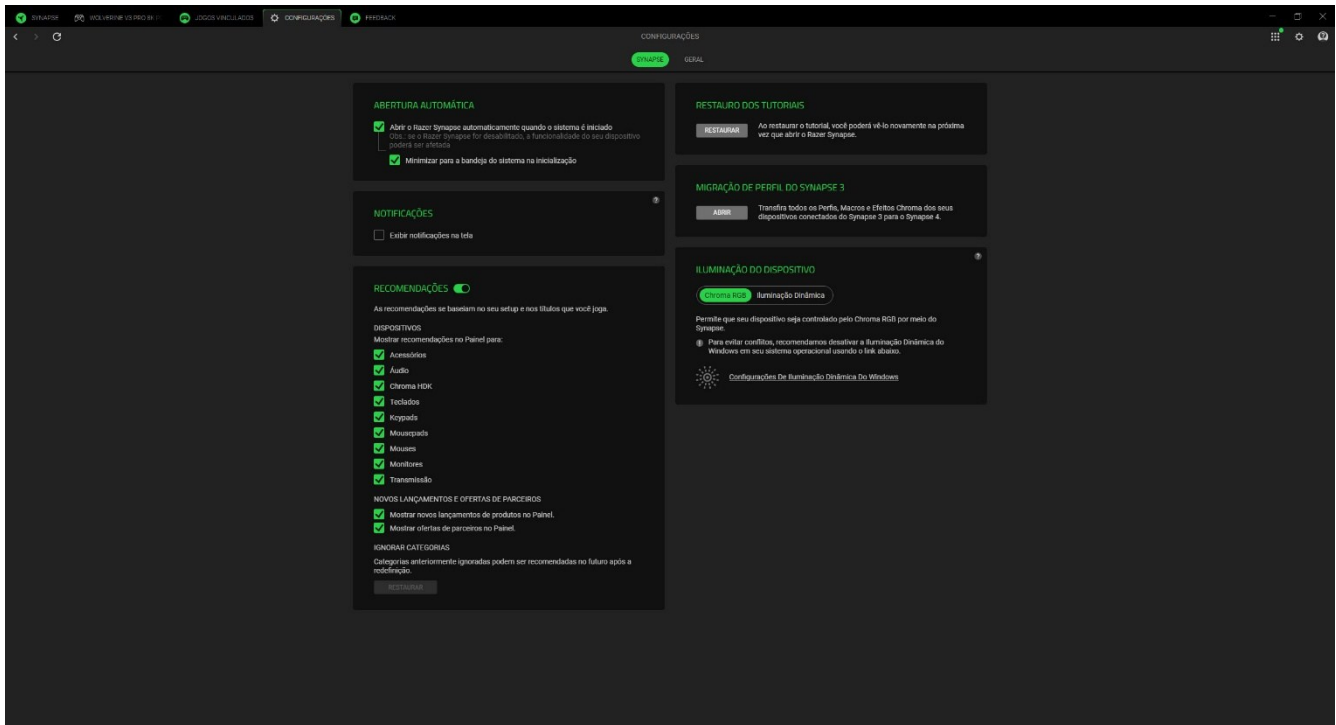 SYNAPSE
WOLVERINE V3 PRO 8K P
JOGOS VINCULADOS
CONFIGURAÇÕES
FEEDBACK
CONFIGURAÇÕES
SYNAPSE
GERAL
ABERTURA AUTOMÁTICA
Abrir o Razer Synapse automaticamente quando o sistema é iniciado
Obs.: se o Razer Synapse for desabilitado, a funcionalidade do seu dispositivo
poderá ser afetada
Minimizar para a bandeja do sistema na inicialização
NOTIFICAÇÕES
Exibir notificações na tela
RECOMENDAÇÕES
As recomendações se baseiam no seu setup e nos títulos que você joga.
DISPOSITIVOS
Mostrar recomendações no Painel para:
Acessórios
Áudio
Chroma HDK
Teclados
Keypads
Mousepads
Mouses
Monitores
Transmissão
NOVOS LANÇAMENTOS E OFERTAS DE PARCEIROS
Mostrar novos lançamentos de produtos no Painel.
Mostrar ofertas de parceiros no Painel.
IGNORAR CATEGORIAS
Categorias anteriormente ignoradas podem ser recomendadas no futuro após a
redefinição.
RESTAURAR
RESTAURO DOS TUTORIAIS
RESTAURAR
Ao restaurar o tutorial, você poderá vê-lo novamente na próxima
vez que abrir o Razer Synapse.
MIGRAÇÃO DE PERFIL DO SYNAPSE 3
ABRIR
Transfira todos os Perfis, Macros e Efeitos Chroma dos seus
dispositivos conectados do Synapse 3 para o Synapse 4.
ILUMINAÇÃO DO DISPOSITIVO
Chroma RGB
Iluminação Dinâmica
Permite que seu dispositivo seja controlado pelo Chroma RGB por meio do
Synapse.
Para evitar conflitos, recomendamos desativar a Iluminação Dinâmica do
Windows em seu sistema operacional usando o link abaixo.
Configurações De Iluminação Dinâmica Do Windows